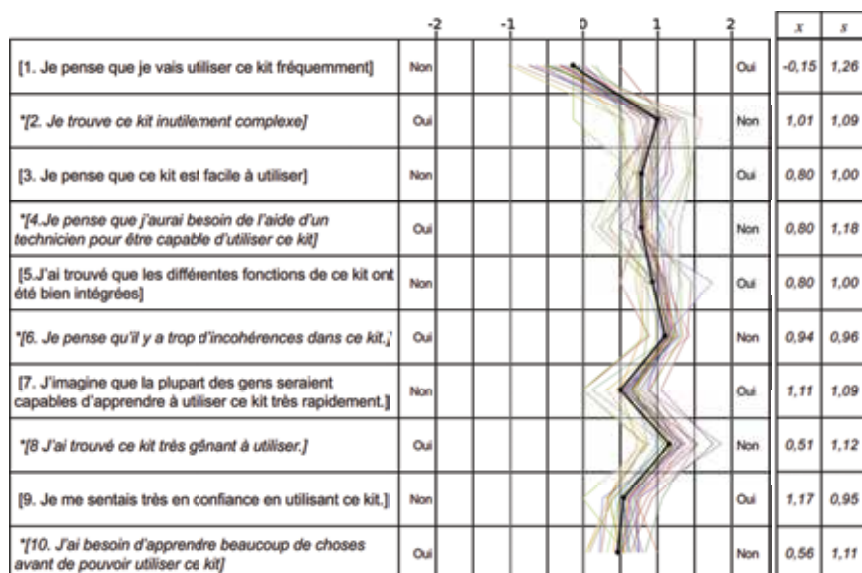 -2 -1 0 1 2 x s
[1. Je pense que je vais utiliser ce kit fréquemment] Non Oui -0,15 1,26
*[2. Je trouve ce kit inutilement complexe] Oui Non 1,01 1,09
[3. Je pense que ce kit est facile à utiliser] Non Oui 0,80 1,00
*[4.Je pense que j'aurai besoin de l'aide d'un
technicien pour être capable d'utiliser ce kit] Oui Non 0,80 1,18
[5.J'ai trouvé que les différentes fonctions de ce kit ont
été bien intégrées] Non Oui 0,80 1,00
*[6. Je pense qu'il y a trop d'incohérences dans ce kit.] Oui Non 0,94 0,96
[7. J'imagine que la plupart des gens seraient
capables d'apprendre à utiliser ce kit très rapidement.] Non Oui 1,11 1,09
*[8 J'ai trouvé ce kit très gênant à utiliser.] Oui Non 0,51 1,12
[9. Je me sentais très en confiance en utilisant ce kit.] Non Oui 1,17 0,95
*[10. J'ai besoin d'apprendre beaucoup de choses
avant de pouvoir utiliser ce kit] Oui Non 0,56 1,11